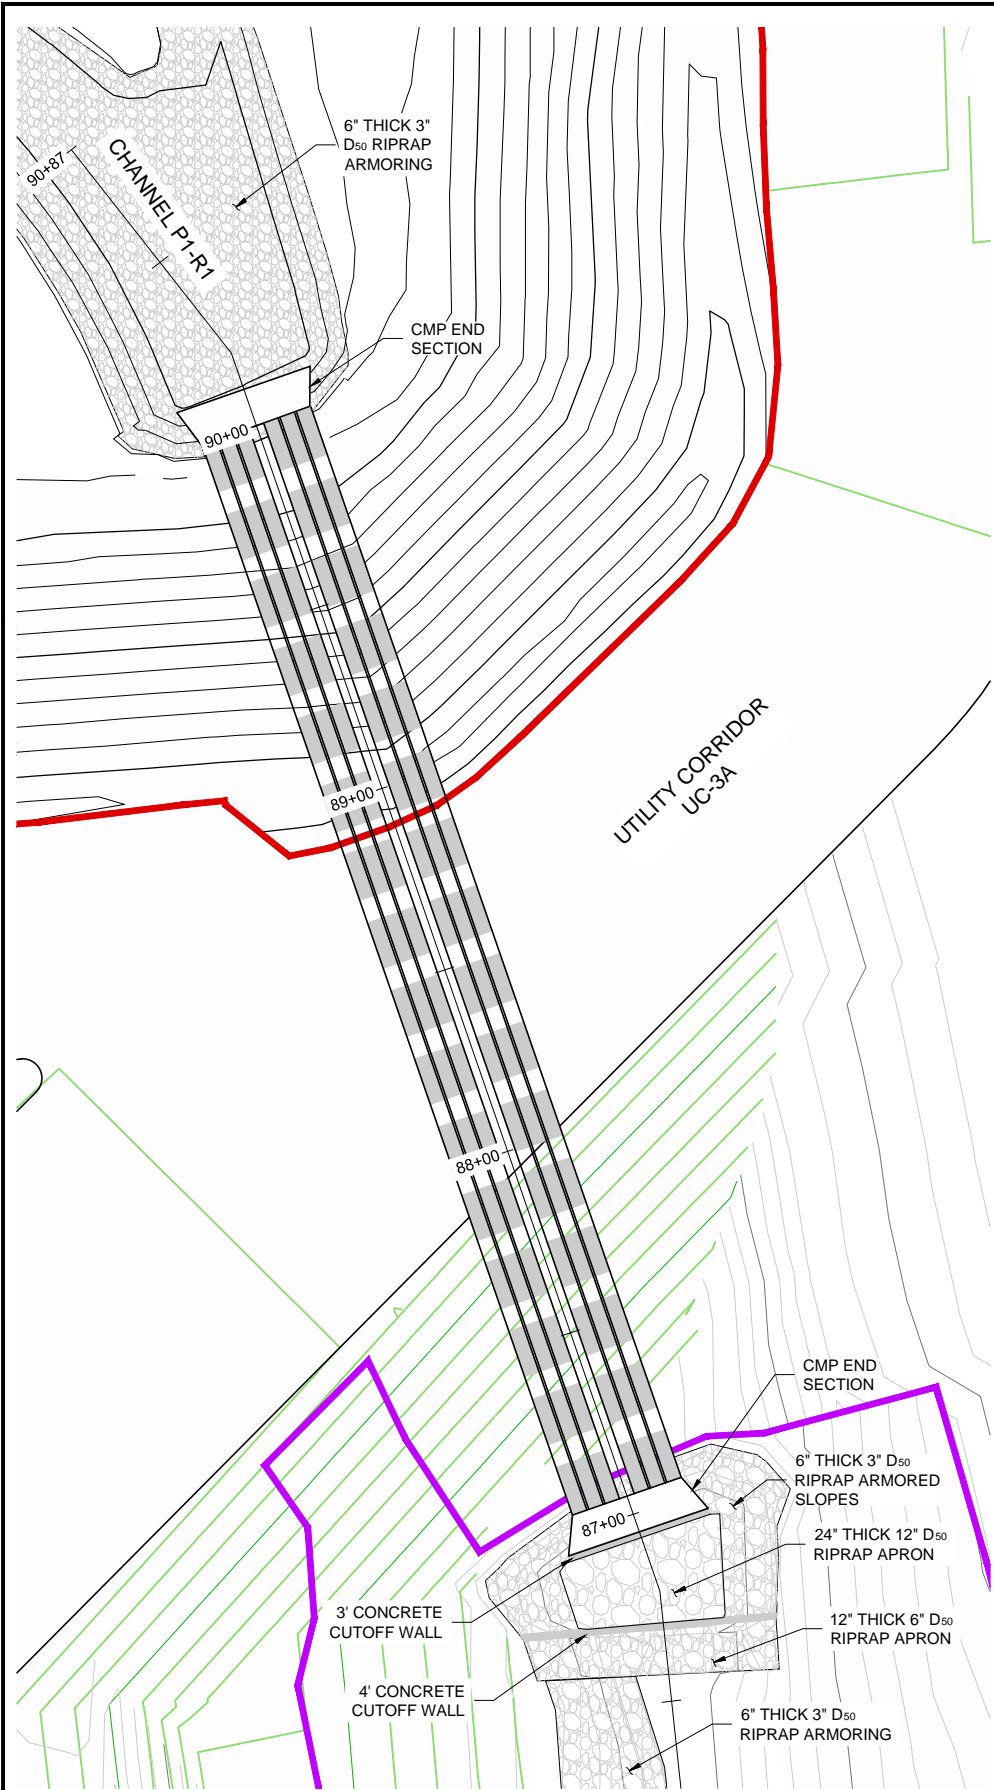 6" THICK 3"
D50 RIPRAP
ARMORING
90+87
CHANNEL P1-R1
CMP END
SECTION
90+00
UTILITY CORRIDOR
UC-3A
89+00
88+00
CMP END
SECTION
6" THICK 3" D50
RIPRAP ARMORED
SLOPES
87+00
24" THICK 12" D50
RIPRAP APRON
3' CONCRETE
CUTOFF WALL
12" THICK 6" D50
RIPRAP APRON
4' CONCRETE
CUTOFF WALL
6" THICK 3" D50
RIPRAP ARMORING